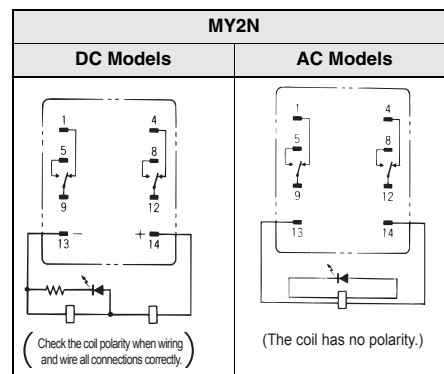 MY2N
DC Models
AC Models
1 4
5 8
9 12
13 − + 14
(Check the coil polarity when wiring
and wire all connections correctly.)
1 4
5 8
9 12
13 14
(The coil has no polarity.)